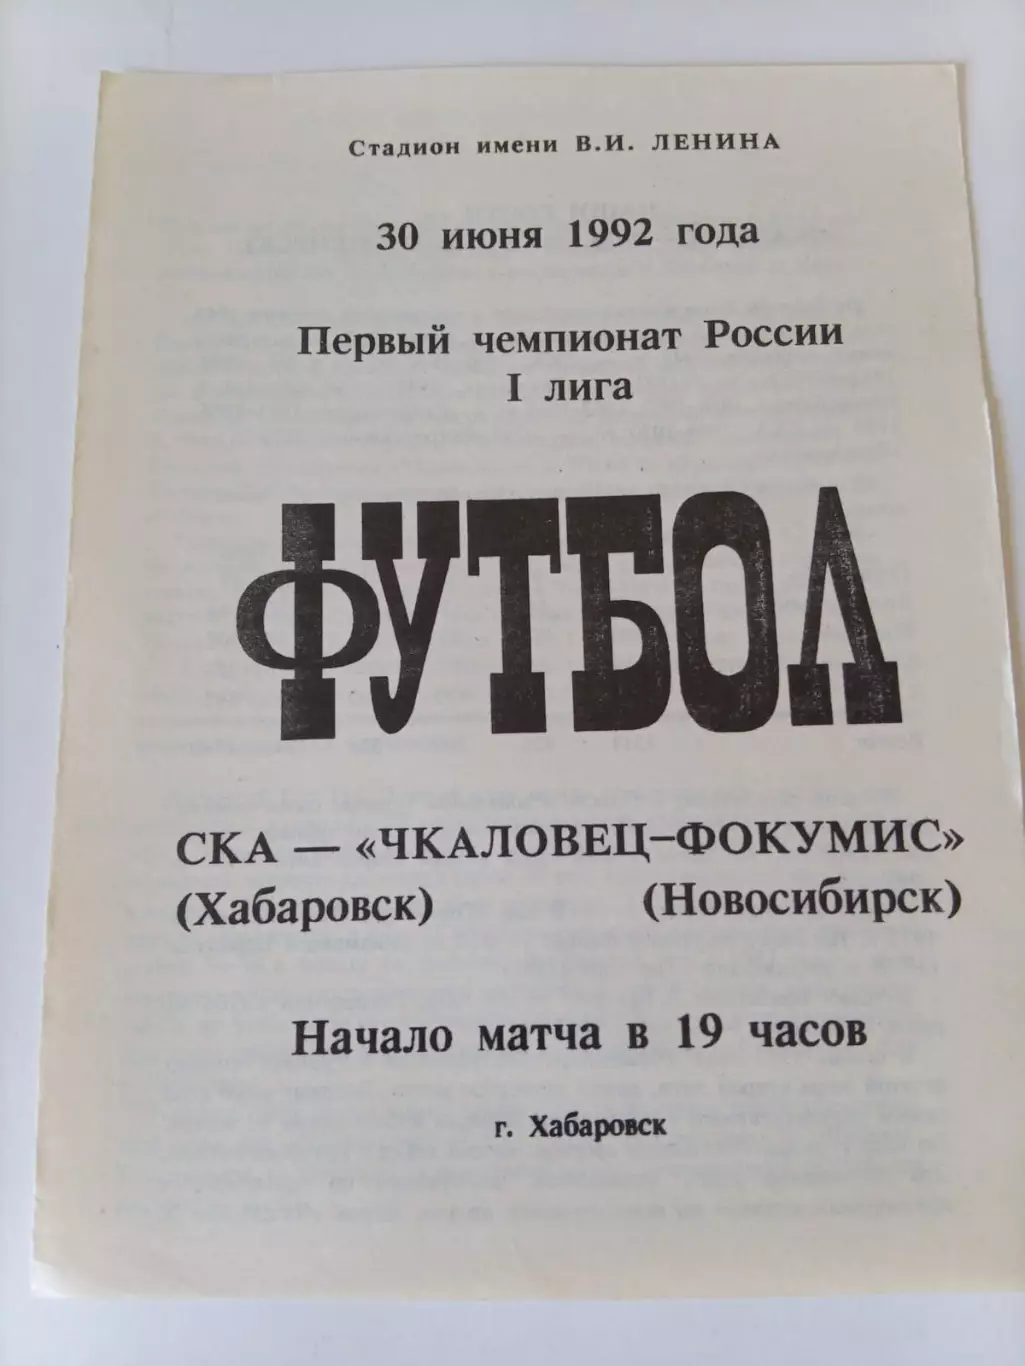 Стадион имени В.И. ЛЕНИНА
30 июня 1992 года
Первый чемпионат России
I лига
ФУТБОЛ
СКА — «ЧКАЛОВЕЦ–ФОКУМИС»
(Хабаровск) (Новосибирск)
Начало матча в 19 часов
г. Хабаровск